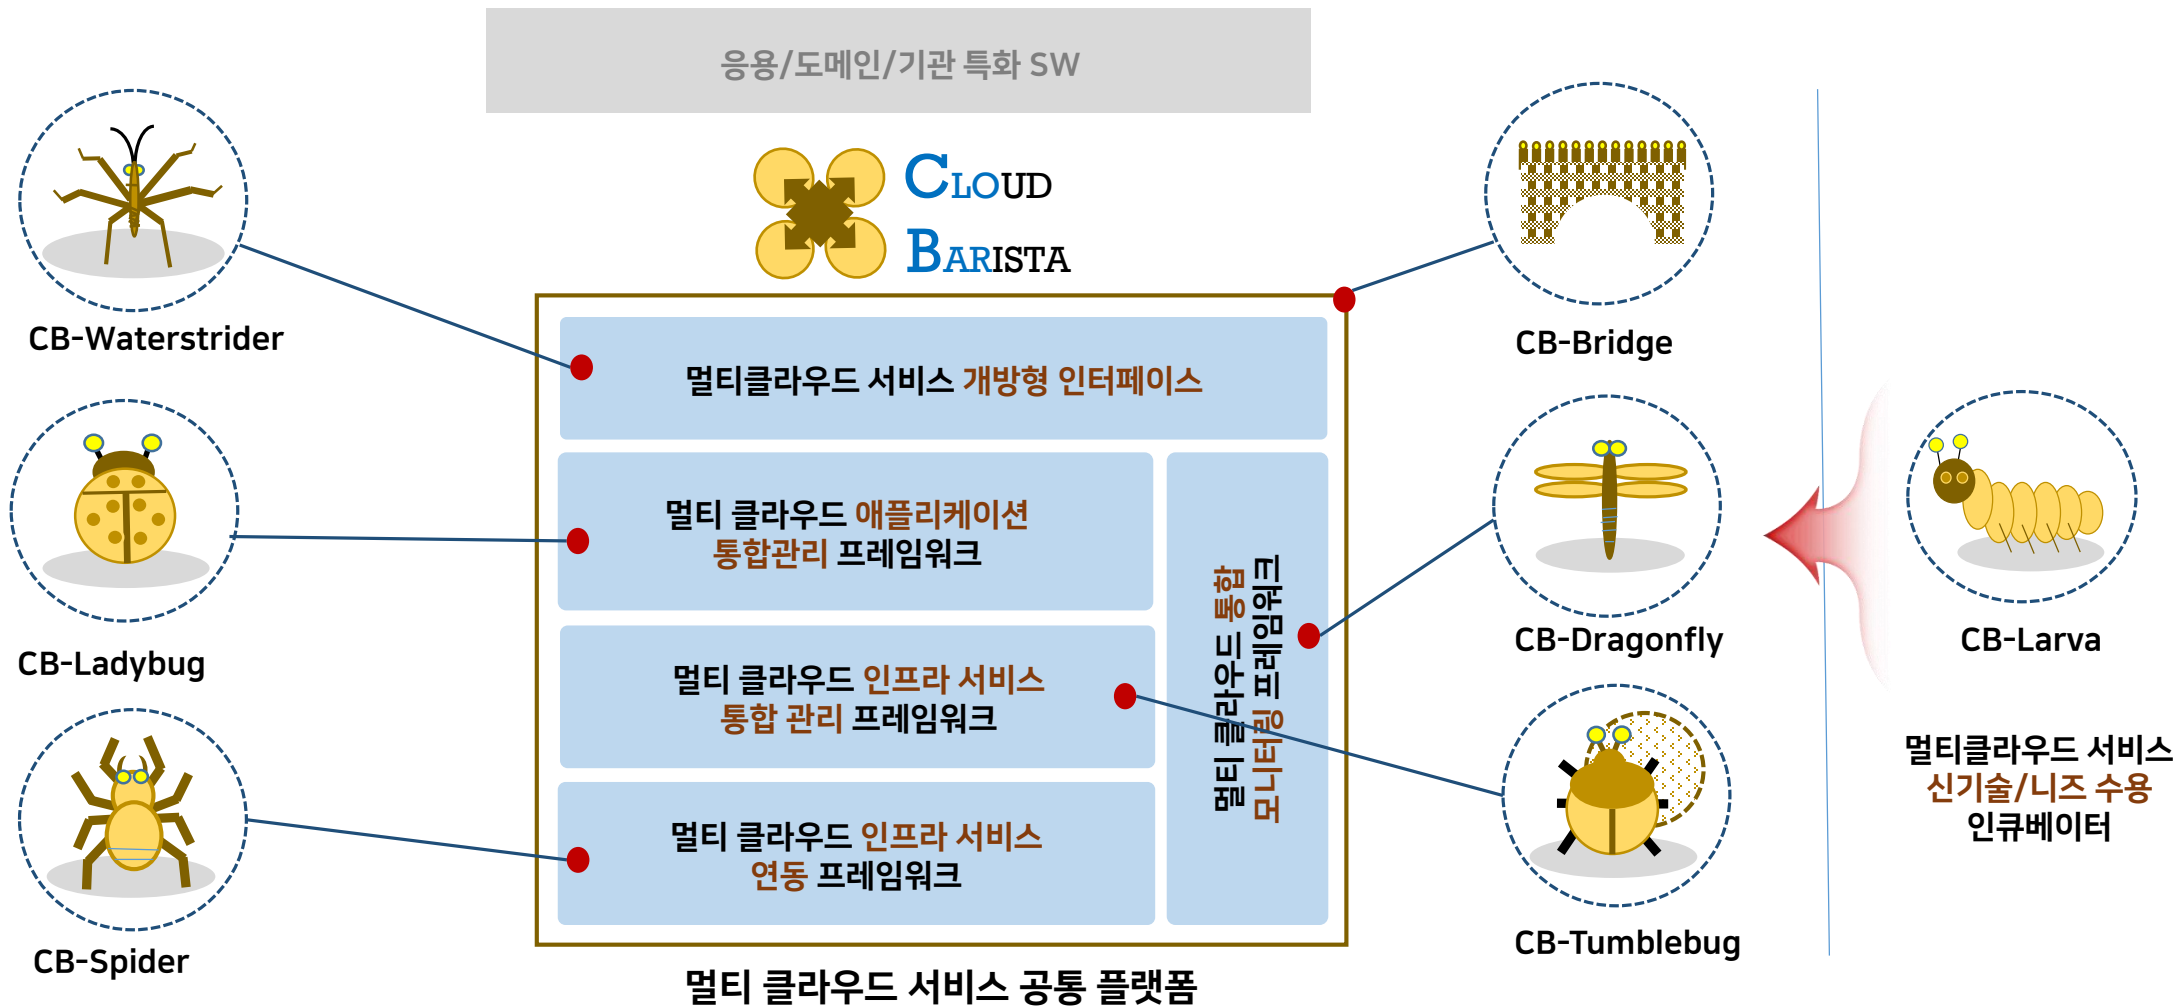 응용/도메인/기관 특화 SW
CLOUD
BARISTA
CB-Waterstrider
CB-Bridge
멀티클라우드 서비스 개방형 인터페이스
CB-Ladybug
멀티 클라우드 애플리케이션
통합관리 프레임워크
멀티 클라우드 통합
모니터링 프레임워크
CB-Dragonfly
CB-Larva
멀티 클라우드 인프라 서비스
통합 관리 프레임워크
멀티클라우드 서비스
신기술/니즈 수용
인큐베이터
멀티 클라우드 인프라 서비스
연동 프레임워크
CB-Spider
CB-Tumblebug
멀티 클라우드 서비스 공통 플랫폼